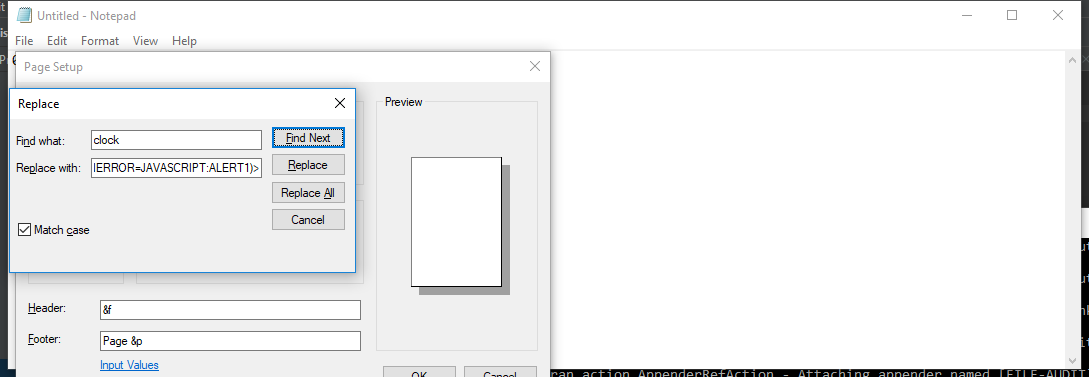 Untitled - Notepad
File Edit Format View Help
Page Setup
Replace
Preview
Find what: clock Find Next
Replace with: IERROR=JAVASCRIPT:ALERT1)> Replace
Replace All
Cancel
Match case
Header: &f
Footer: Page &p
Input Values
OK Cancel
ran action AppenderRefAction - Attaching appender named [FILE-AUDIT